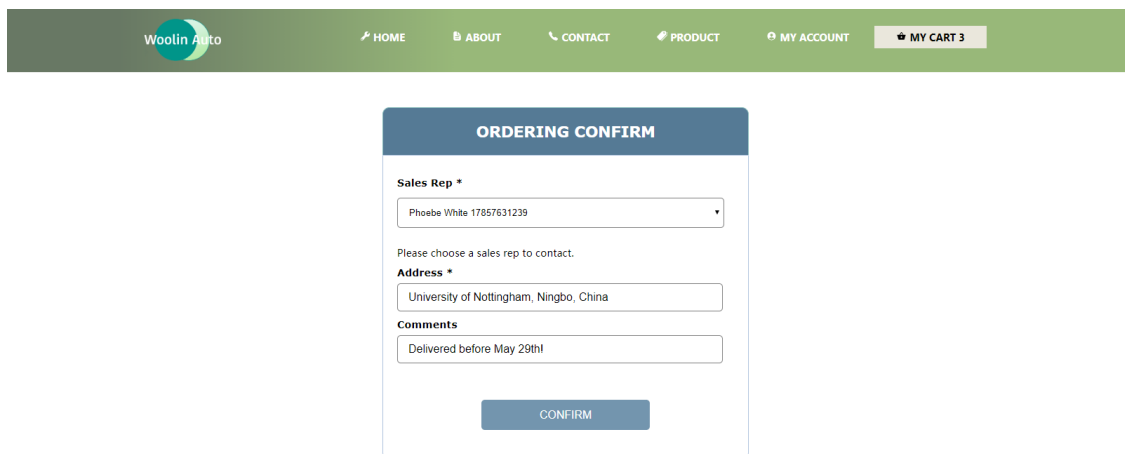 Woolin Auto
HOME ABOUT CONTACT PRODUCT MY ACCOUNT MY CART 3
ORDERING CONFIRM
Sales Rep *
Phoebe White 17857631239
Please choose a sales rep to contact.
Address *
University of Nottingham, Ningbo, China
Comments
Delivered before May 29th!
CONFIRM